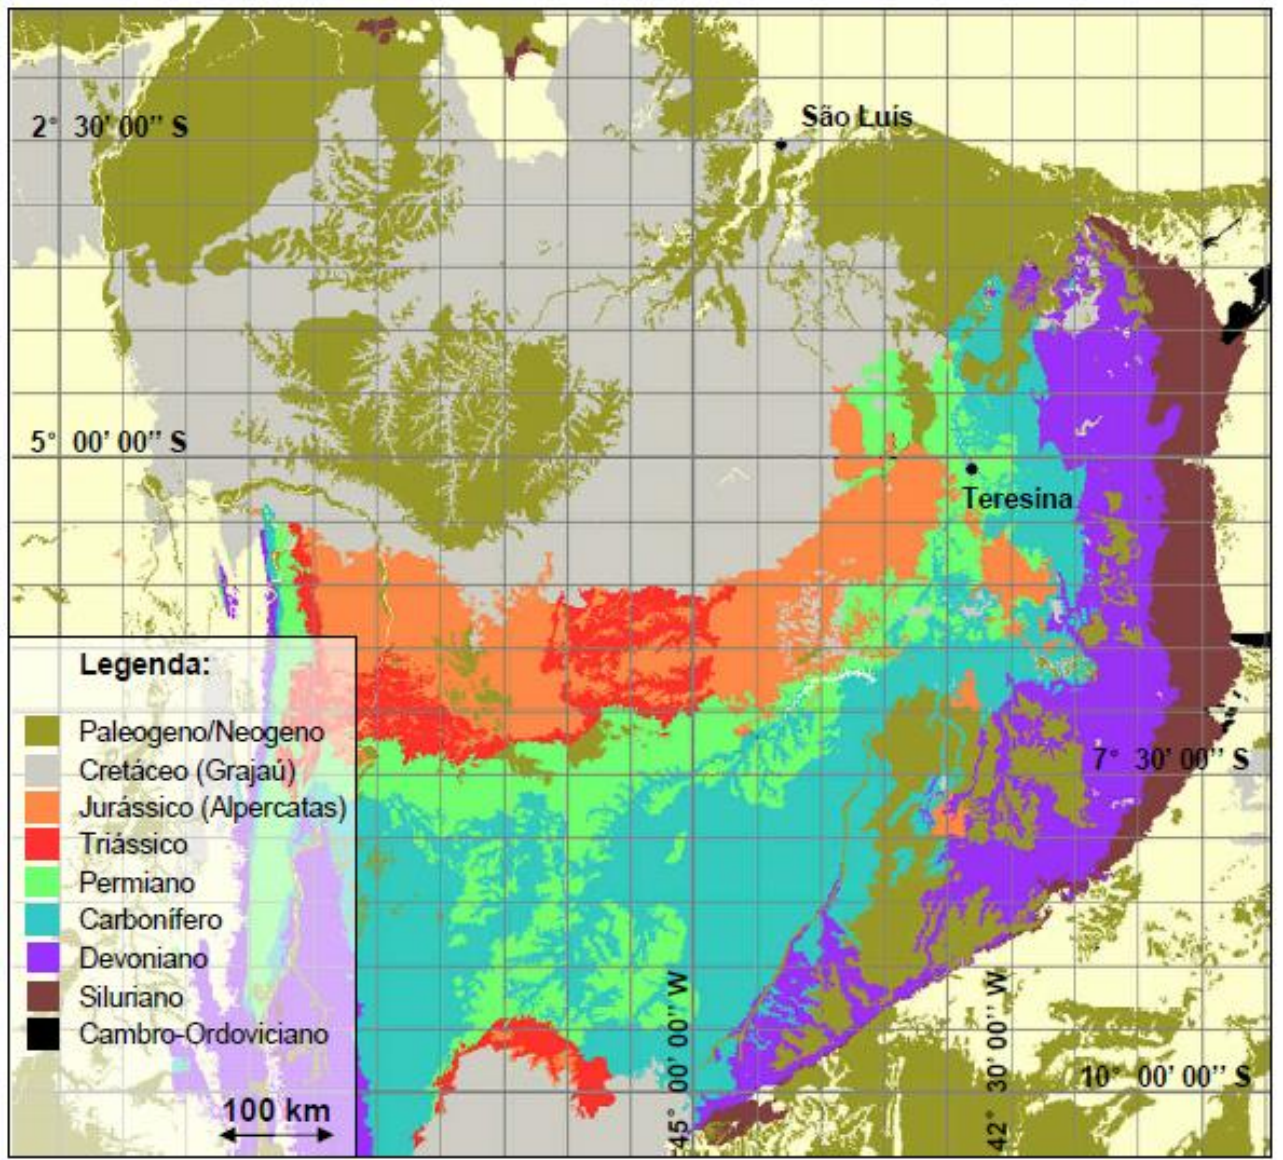 São Luís
2° 30' 00'' S
5° 00' 00'' S
Teresina
Legenda:
Paleogeno/Neogeno
Cretáceo (Grajaú)
Jurássico (Alpercatas)
Triássico
Permiano
Carbonífero
Devoniano
Siluriano
Cambro-Ordoviciano
100 km
7° 30' 00'' S
45° 00' 00'' W
42° 30' 00'' W
10° 00' 00'' S